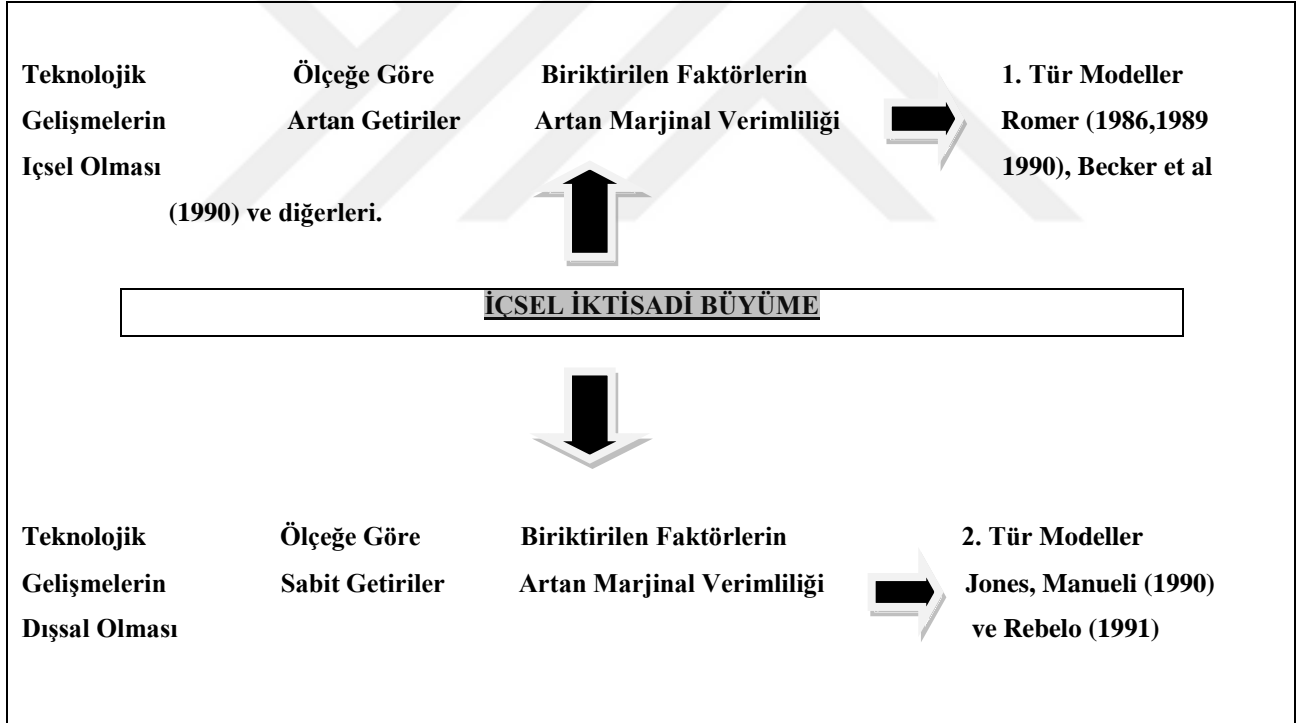 Teknolojik Ölçeğe Göre Biriktirilen Faktörlerin 1. Tür Modeller
Gelişmelerin Artan Getiriler Artan Marjinal Verimliliği Romer (1986,1989
Içsel Olması 1990), Becker et al
(1990) ve diğerleri.
İÇSEL İKTİSADİ BÜYÜME
Teknolojik Ölçeğe Göre Biriktirilen Faktörlerin 2. Tür Modeller
Gelişmelerin Sabit Getiriler Artan Marjinal Verimliliği Jones, Manueli (1990)
Dışsal Olması ve Rebelo (1991)